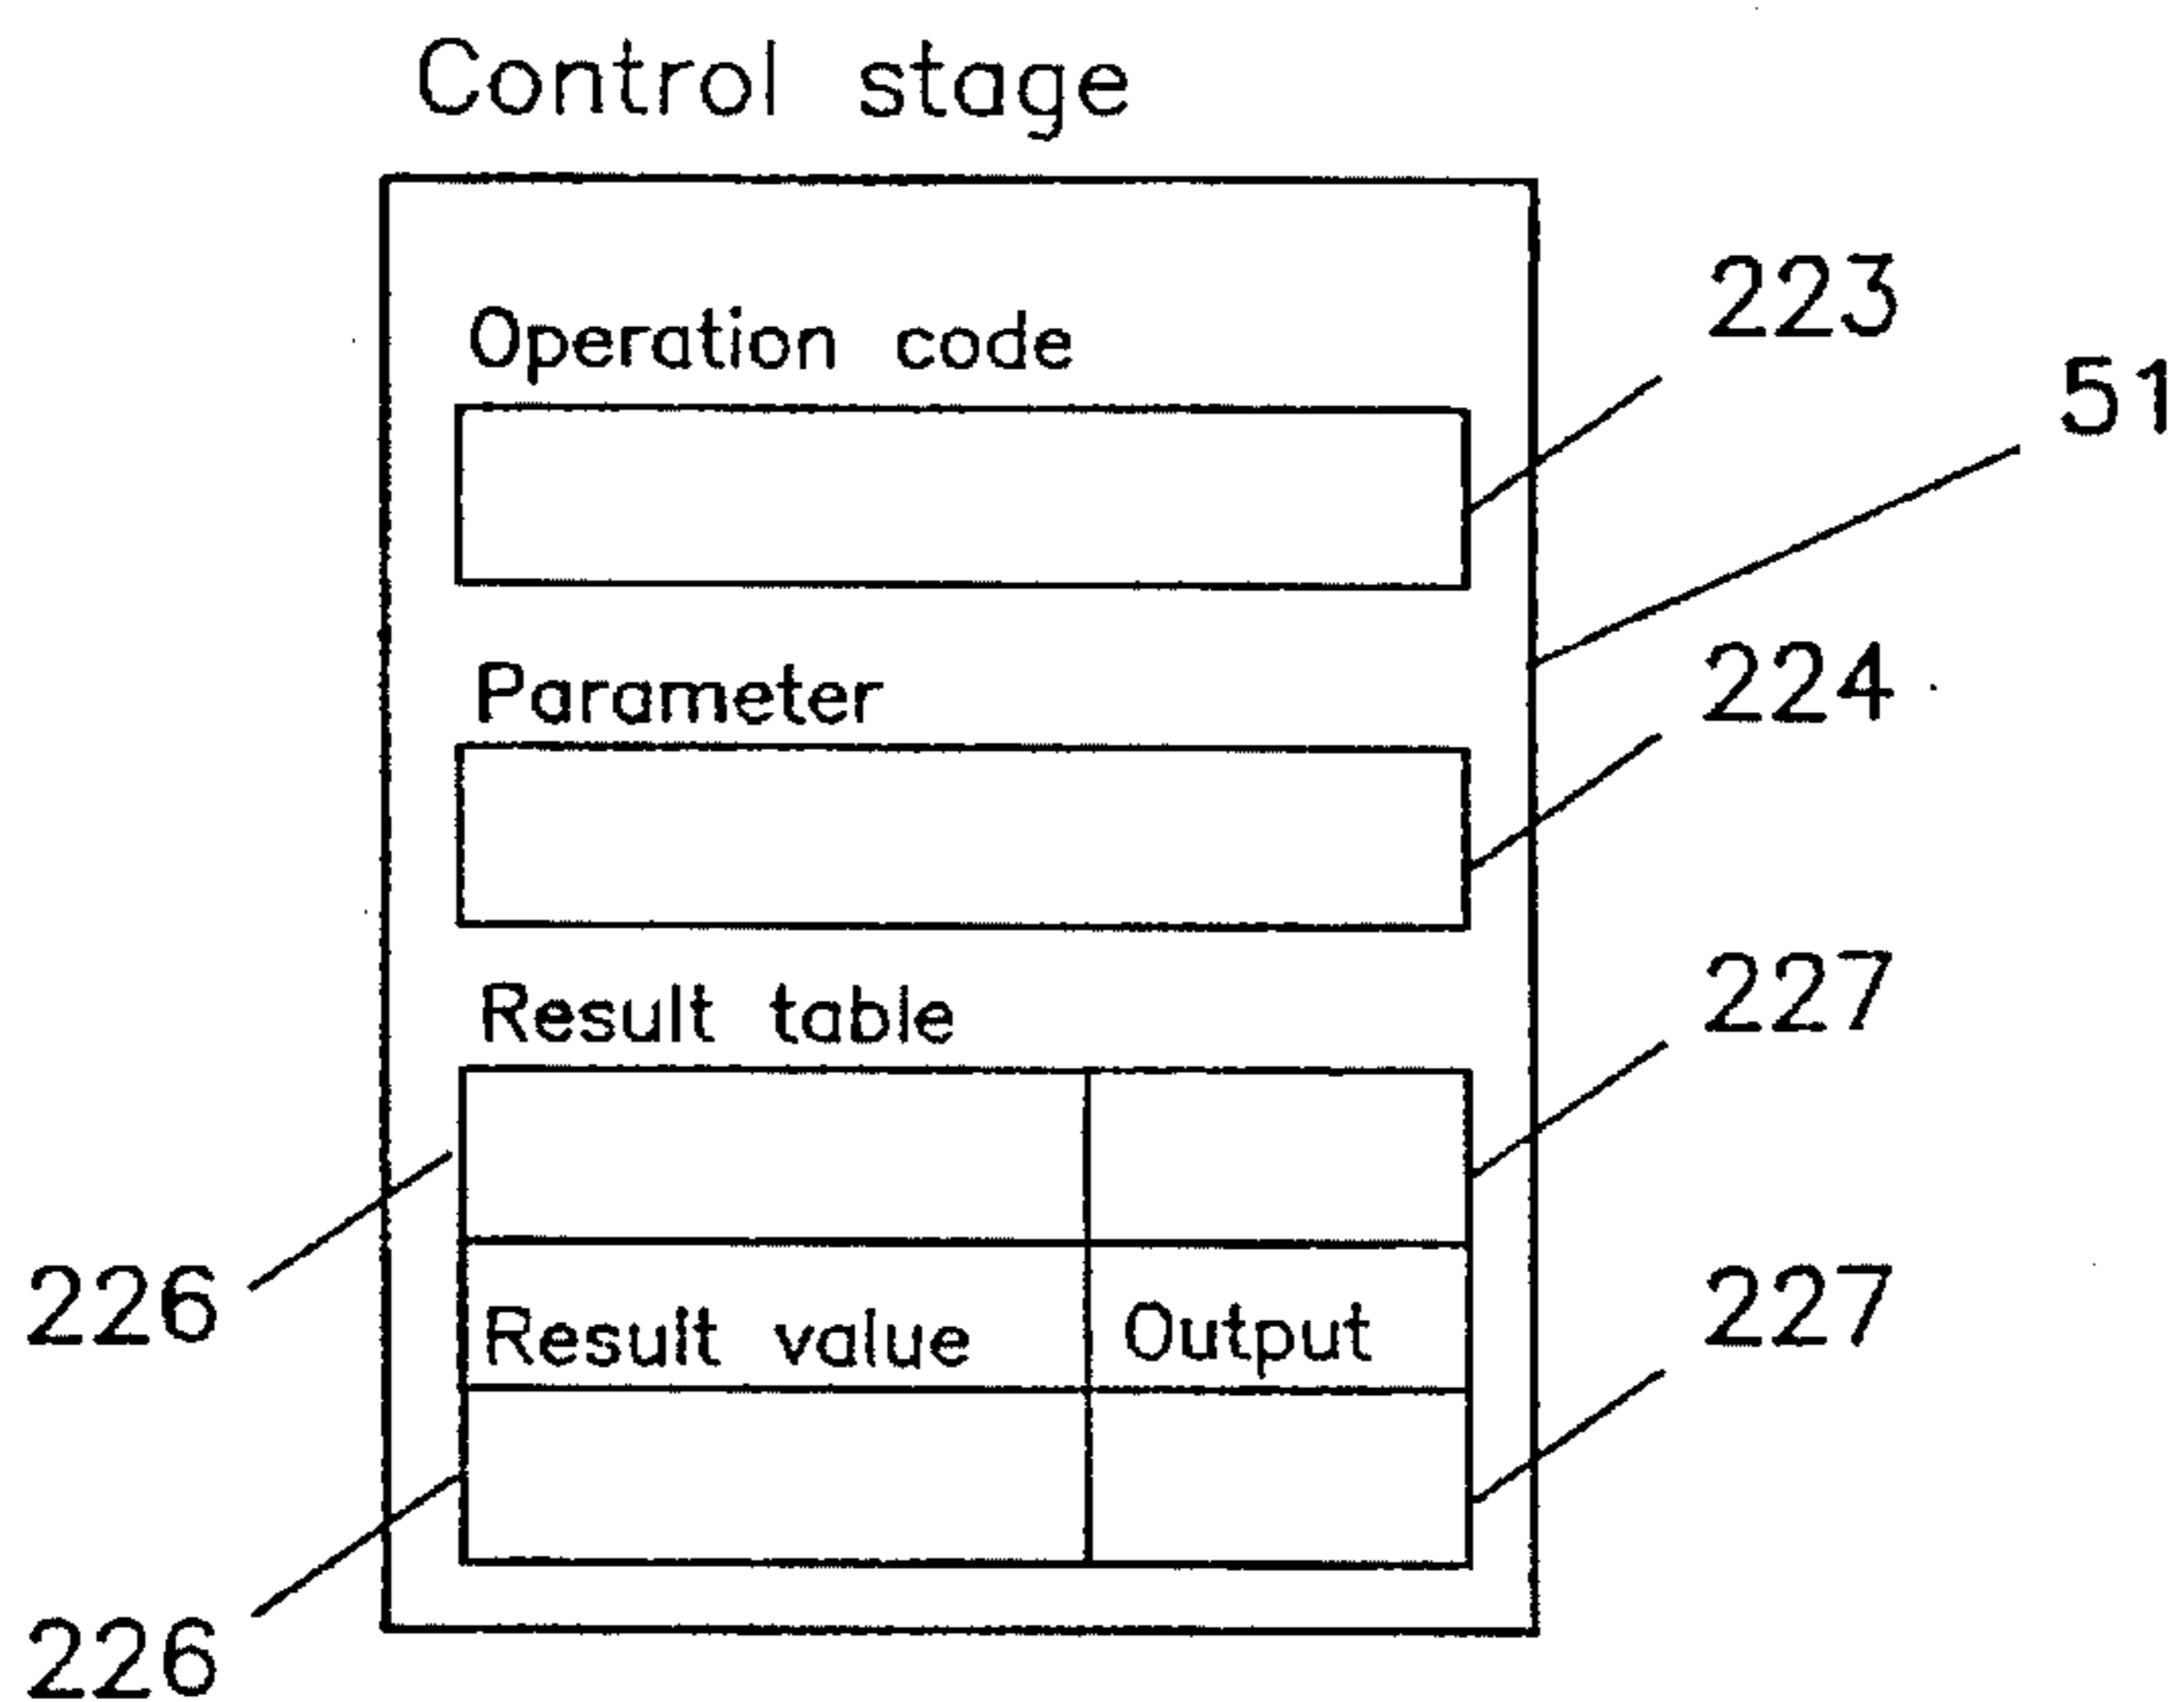 Control stage
Operation code
223
51
Parameter
224
Result table
227
226
Result value Output
227
226